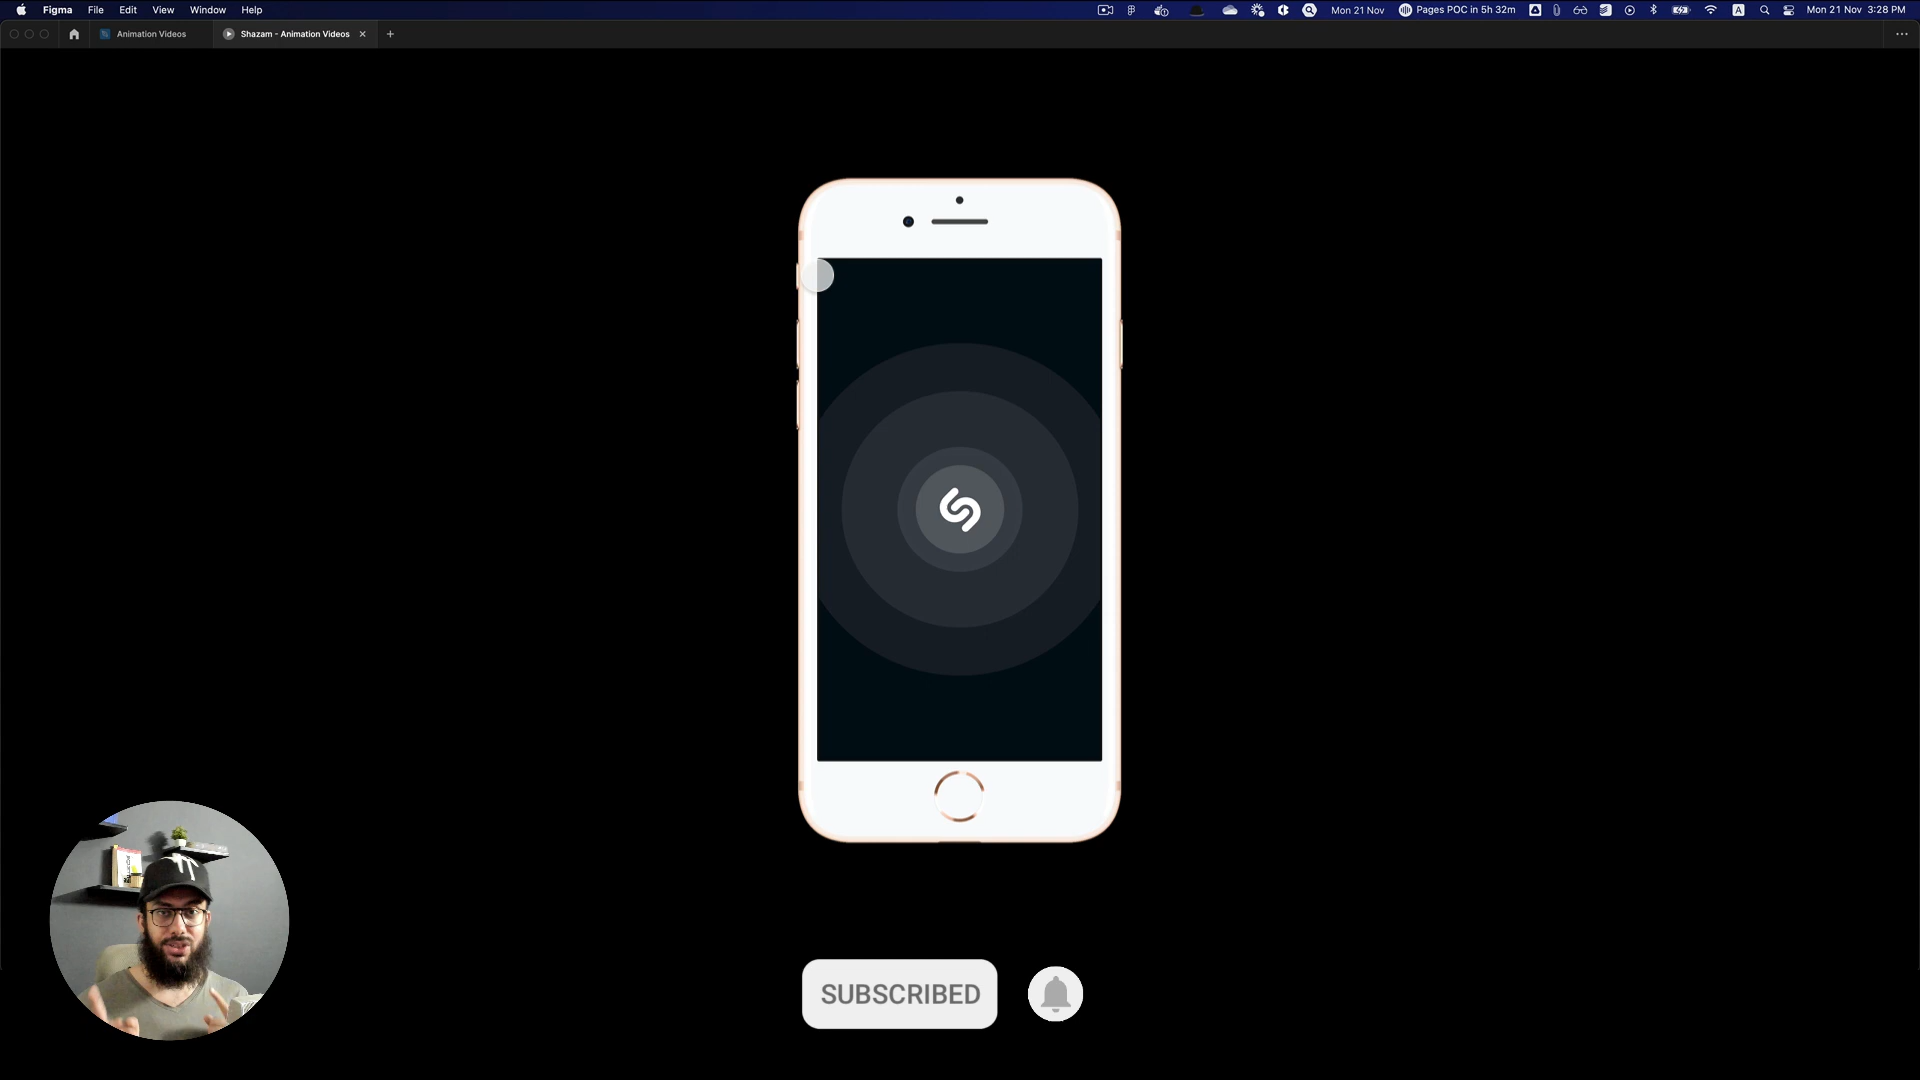 Figma File Edit View Window Help Mon 21 Nov Pages POC in 5h 32m A Mon 21 Nov 3:28 PM
Animation Videos Shazam - Animation Videos
SUBSCRIBED